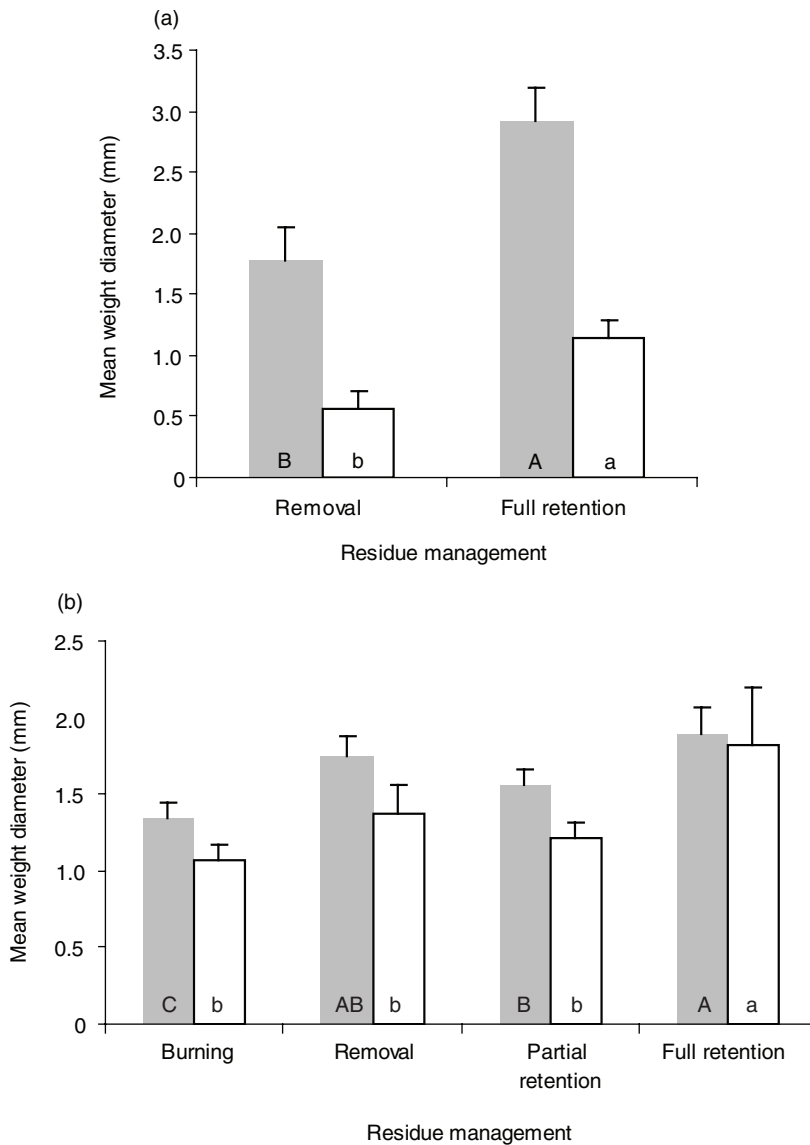 (a)
Mean weight diameter (mm)
3.5
3.0
2.5
2.0
1.5
1.0
0.5
0
B b A a
Removal Full retention
Residue management
(b)
Mean weight diameter (mm)
2.5
2.0
1.5
1.0
0.5
0
C b AB b B b A a
Burning Removal Partial retention Full retention
Residue management